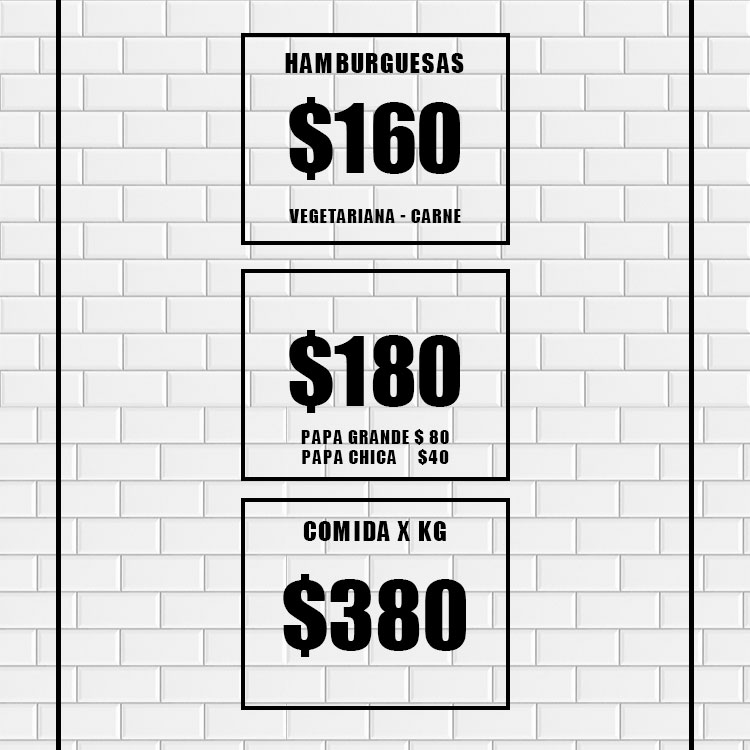 HAMBURGUESAS
$160
VEGETARIANA - CARNE
$180
PAPA GRANDE $ 80
PAPA CHICA $40
COMIDA X KG
$380